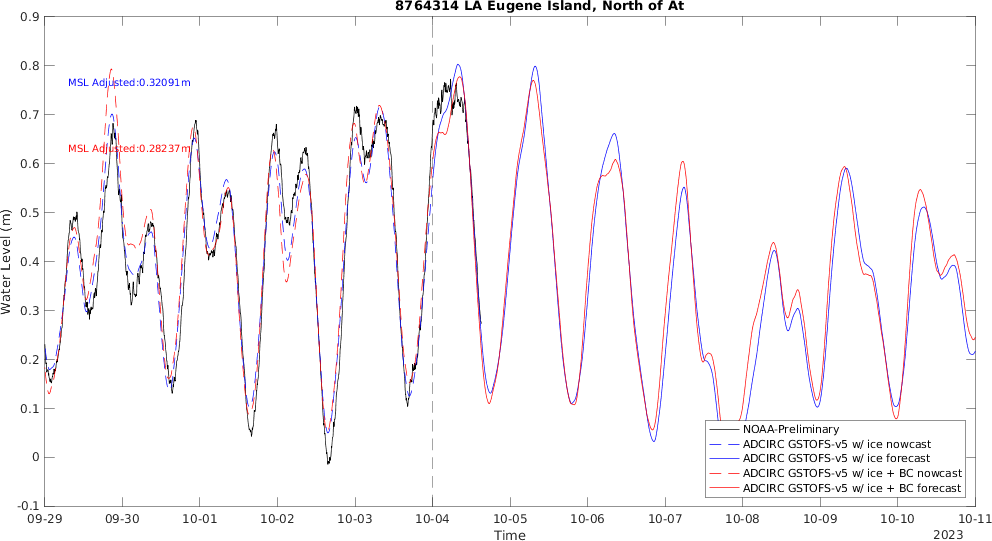 8764314 LA Eugene Island, North of At
0.9
0.8
0.7
0.6
0.5
0.4
0.3
0.2
0.1
0
-0.1
Water Level (m)
MSL Adjusted:0.32091m
MSL Adjusted:0.28237m
NOAA-Preliminary
ADCIRC GSTOFS-v5 w/ ice nowcast
ADCIRC GSTOFS-v5 w/ ice forecast
ADCIRC GSTOFS-v5 w/ ice + BC nowcast
ADCIRC GSTOFS-v5 w/ ice + BC forecast
09-29 09-30 10-01 10-02 10-03 10-04 10-05 10-06 10-07 10-08 10-09 10-10 10-11
Time
2023